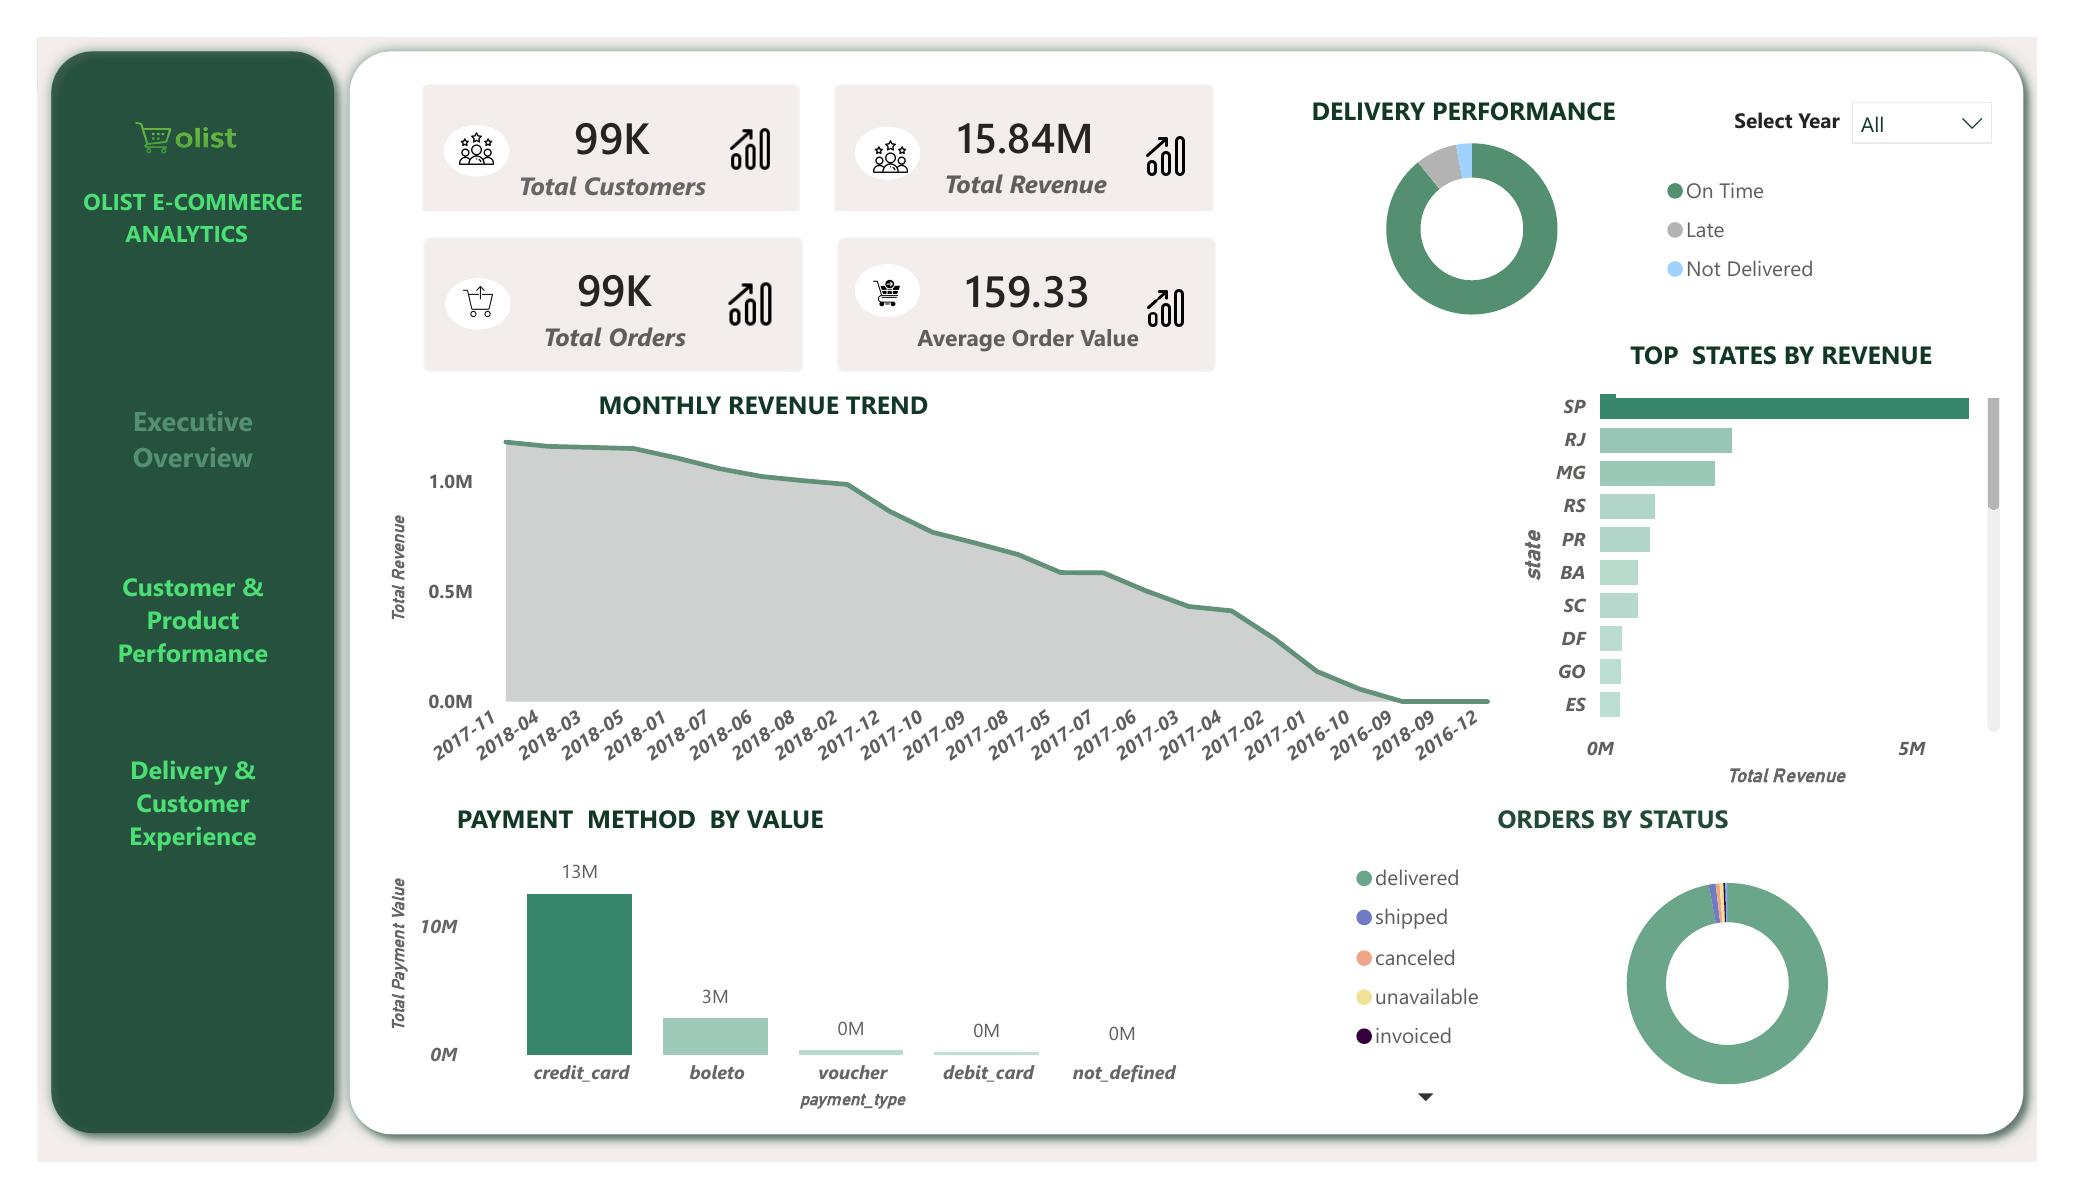 olist
OLIST E-COMMERCE
ANALYTICS
Executive
Overview
Customer &
Product
Performance
Delivery &
Customer
Experience
99K
Total Customers
15.84M
Total Revenue
99K
Total Orders
159.33
Average Order Value
DELIVERY PERFORMANCE
On Time
Late
Not Delivered
Select Year
All
MONTHLY REVENUE TREND
Total Revenue
1.0M
0.5M
0.0M
2017-11
2018-04
2018-03
2018-05
2018-01
2018-07
2018-06
2018-08
2018-02
2017-12
2017-10
2017-09
2017-08
2017-05
2017-07
2017-06
2017-03
2017-04
2017-02
2017-01
2016-10
2016-09
2018-09
2016-12
TOP  STATES BY REVENUE
state
SP
RJ
MG
RS
PR
BA
SC
DF
GO
ES
0M
5M
Total Revenue
PAYMENT  METHOD  BY VALUE
Total Payment Value
10M
0M
13M
3M
0M
0M
0M
credit_card
boleto
voucher
debit_card
not_defined
payment_type
ORDERS BY STATUS
delivered
shipped
canceled
unavailable
invoiced